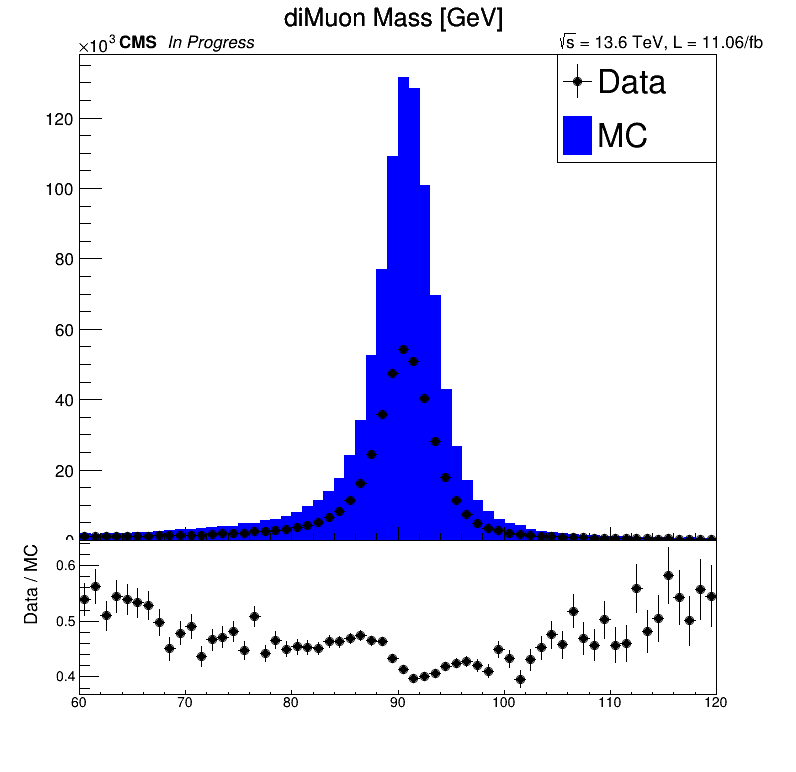 diMuon Mass [GeV]
×10³ CMS In Progress
√s = 13.6 TeV, L = 11.06/fb
Data
MC
120
100
80
60
40
20
0
Data / MC
0.6
0.5
0.4
60 70 80 90 100 110 120